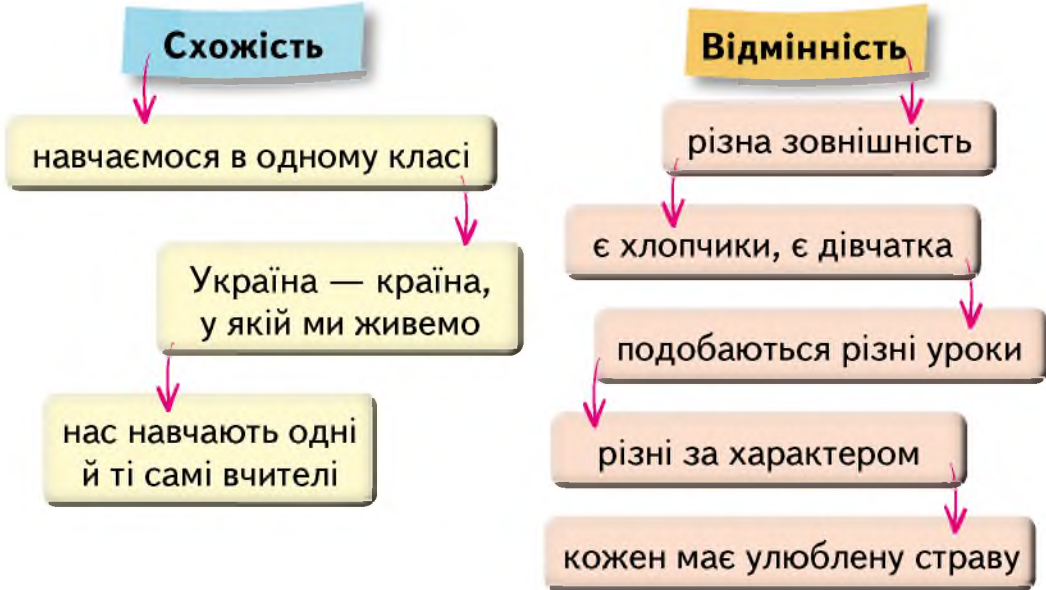 Схожість
навчаємося в одному класі
Україна — країна,
у якій ми живемо
нас навчають одні
й ті самі вчителі
Відмінність
різна зовнішність
є хлопчики, є дівчатка
подобаються різні уроки
різні за характером
кожен має улюблену страву